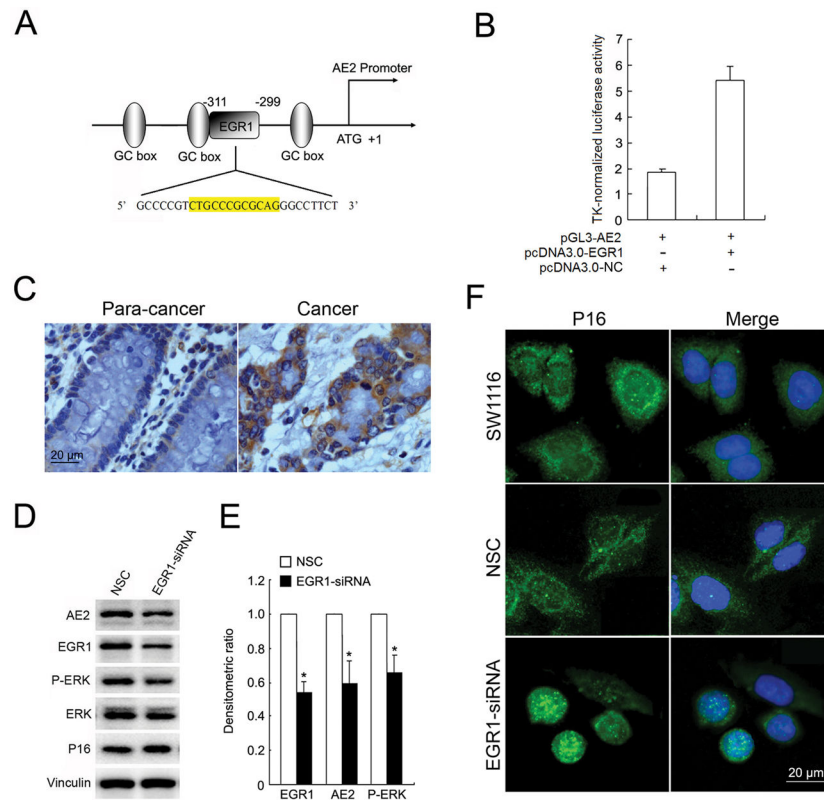 A
AE2 Promoter
-311
-299
EGR1
GC box
GC box
GC box
ATG +1
5' GCCCCGTCTGCCCGCGCAGGGCCTTCT 3'
B
TK-normalized luciferase activity
7
6
5
4
3
2
1
0
pGL3-AE2 + +
pcDNA3.0-EGR1 - +
pcDNA3.0-NC + -
C
Para-cancer
Cancer
20 µm
D
NSC
EGR1-siRNA
AE2
EGR1
P-ERK
ERK
P16
Vinculin
E
NSC
EGR1-siRNA
Densitometric ratio
1.2
1.0
0.8
0.6
0.4
0.2
0
* * *
EGR1 AE2 P-ERK
F
P16
Merge
SW1116
NSC
EGR1-siRNA
20 µm